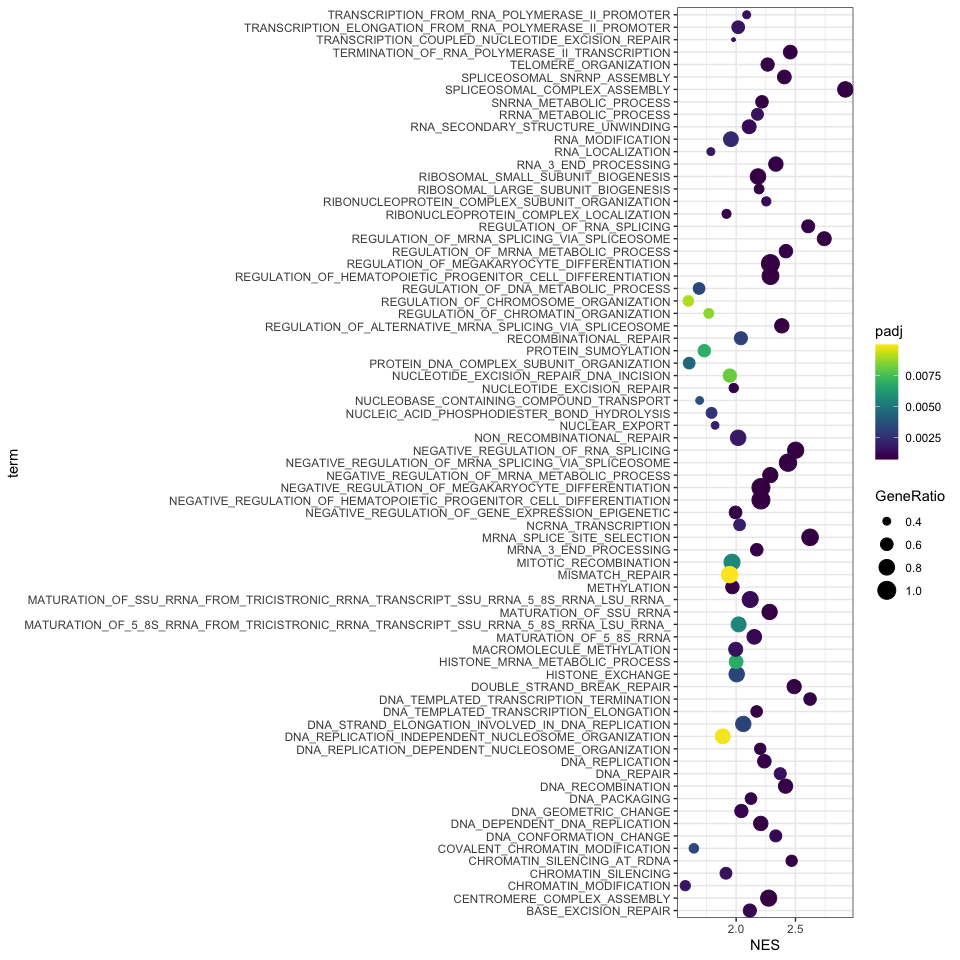 TRANSCRIPTION_FROM_RNA_POLYMERASE_II_PROMOTER
TRANSCRIPTION_ELONGATION_FROM_RNA_POLYMERASE_II_PROMOTER
TRANSCRIPTION_COUPLED_NUCLEOTIDE_EXCISION_REPAIR
TERMINATION_OF_RNA_POLYMERASE_II_TRANSCRIPTION
TELOMERE_ORGANIZATION
SPLICEOSOMAL_SNRNP_ASSEMBLY
SPLICEOSOMAL_COMPLEX_ASSEMBLY
SNRNA_METABOLIC_PROCESS
RRNA_METABOLIC_PROCESS
RNA_SECONDARY_STRUCTURE_UNWINDING
RNA_MODIFICATION
RNA_LOCALIZATION
RNA_3_END_PROCESSING
RIBOSOMAL_SMALL_SUBUNIT_BIOGENESIS
RIBOSOMAL_LARGE_SUBUNIT_BIOGENESIS
RIBONUCLEOPROTEIN_COMPLEX_SUBUNIT_ORGANIZATION
RIBONUCLEOPROTEIN_COMPLEX_LOCALIZATION
REGULATION_OF_RNA_SPLICING
REGULATION_OF_MRNA_SPLICING_VIA_SPLICEOSOME
REGULATION_OF_MRNA_METABOLIC_PROCESS
REGULATION_OF_MEGAKARYOCYTE_DIFFERENTIATION
REGULATION_OF_HEMATOPOIETIC_PROGENITOR_CELL_DIFFERENTIATION
REGULATION_OF_DNA_METABOLIC_PROCESS
REGULATION_OF_CHROMOSOME_ORGANIZATION
REGULATION_OF_CHROMATIN_ORGANIZATION
REGULATION_OF_ALTERNATIVE_MRNA_SPLICING_VIA_SPLICEOSOME
RECOMBINATIONAL_REPAIR
PROTEIN_SUMOYLATION
PROTEIN_DNA_COMPLEX_SUBUNIT_ORGANIZATION
NUCLEOTIDE_EXCISION_REPAIR_DNA_INCISION
NUCLEOTIDE_EXCISION_REPAIR
NUCLEOBASE_CONTAINING_COMPOUND_TRANSPORT
NUCLEIC_ACID_PHOSPHODIESTER_BOND_HYDROLYSIS
NUCLEAR_EXPORT
NON_RECOMBINATIONAL_REPAIR
NEGATIVE_REGULATION_OF_RNA_SPLICING
NEGATIVE_REGULATION_OF_MRNA_SPLICING_VIA_SPLICEOSOME
NEGATIVE_REGULATION_OF_MRNA_METABOLIC_PROCESS
NEGATIVE_REGULATION_OF_MEGAKARYOCYTE_DIFFERENTIATION
NEGATIVE_REGULATION_OF_HEMATOPOIETIC_PROGENITOR_CELL_DIFFERENTIATION
NEGATIVE_REGULATION_OF_GENE_EXPRESSION_EPIGENETIC
NCRNA_TRANSCRIPTION
MRNA_SPLICE_SITE_SELECTION
MRNA_3_END_PROCESSING
MITOTIC_RECOMBINATION
MISMATCH_REPAIR
METHYLATION
MATURATION_OF_SSU_RRNA_FROM_TRICISTRONIC_RRNA_TRANSCRIPT_SSU_RRNA_5_8S_RRNA_LSU_RRNA_
MATURATION_OF_SSU_RRNA
MATURATION_OF_5_8S_RRNA_FROM_TRICISTRONIC_RRNA_TRANSCRIPT_SSU_RRNA_5_8S_RRNA_LSU_RRNA_
MATURATION_OF_5_8S_RRNA
MACROMOLECULE_METHYLATION
HISTONE_MRNA_METABOLIC_PROCESS
HISTONE_EXCHANGE
DOUBLE_STRAND_BREAK_REPAIR
DNA_TEMPLATED_TRANSCRIPTION_TERMINATION
DNA_TEMPLATED_TRANSCRIPTION_ELONGATION
DNA_STRAND_ELONGATION_INVOLVED_IN_DNA_REPLICATION
DNA_REPLICATION_INDEPENDENT_NUCLEOSOME_ORGANIZATION
DNA_REPLICATION_DEPENDENT_NUCLEOSOME_ORGANIZATION
DNA_REPLICATION
DNA_REPAIR
DNA_RECOMBINATION
DNA_PACKAGING
DNA_GEOMETRIC_CHANGE
DNA_DEPENDENT_DNA_REPLICATION
DNA_CONFORMATION_CHANGE
COVALENT_CHROMATIN_MODIFICATION
CHROMATIN_SILENCING_AT_RDNA
CHROMATIN_SILENCING
CHROMATIN_MODIFICATION
CENTROMERE_COMPLEX_ASSEMBLY
BASE_EXCISION_REPAIR
term
2.0
2.5
NES
padj
0.0075
0.0050
0.0025
GeneRatio
0.4
0.6
0.8
1.0